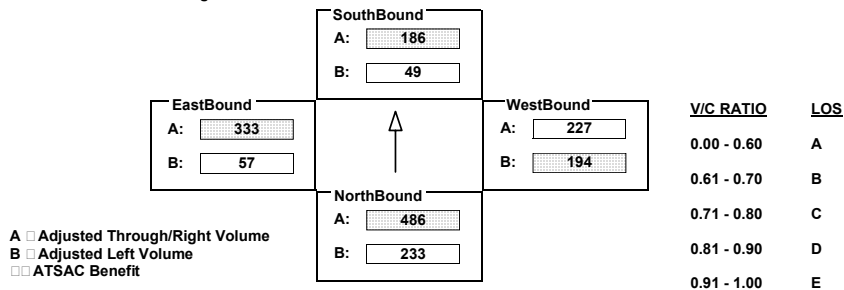 SouthBound
A: 186
B: 49
EastBound
A: 333
B: 57
WestBound
A: 227
B: 194
NorthBound
A: 486
B: 233
A □ Adjusted Through/Right Volume
B □ Adjusted Left Volume
□□ ATSAC Benefit
V/C RATIO LOS
0.00 - 0.60 A
0.61 - 0.70 B
0.71 - 0.80 C
0.81 - 0.90 D
0.91 - 1.00 E